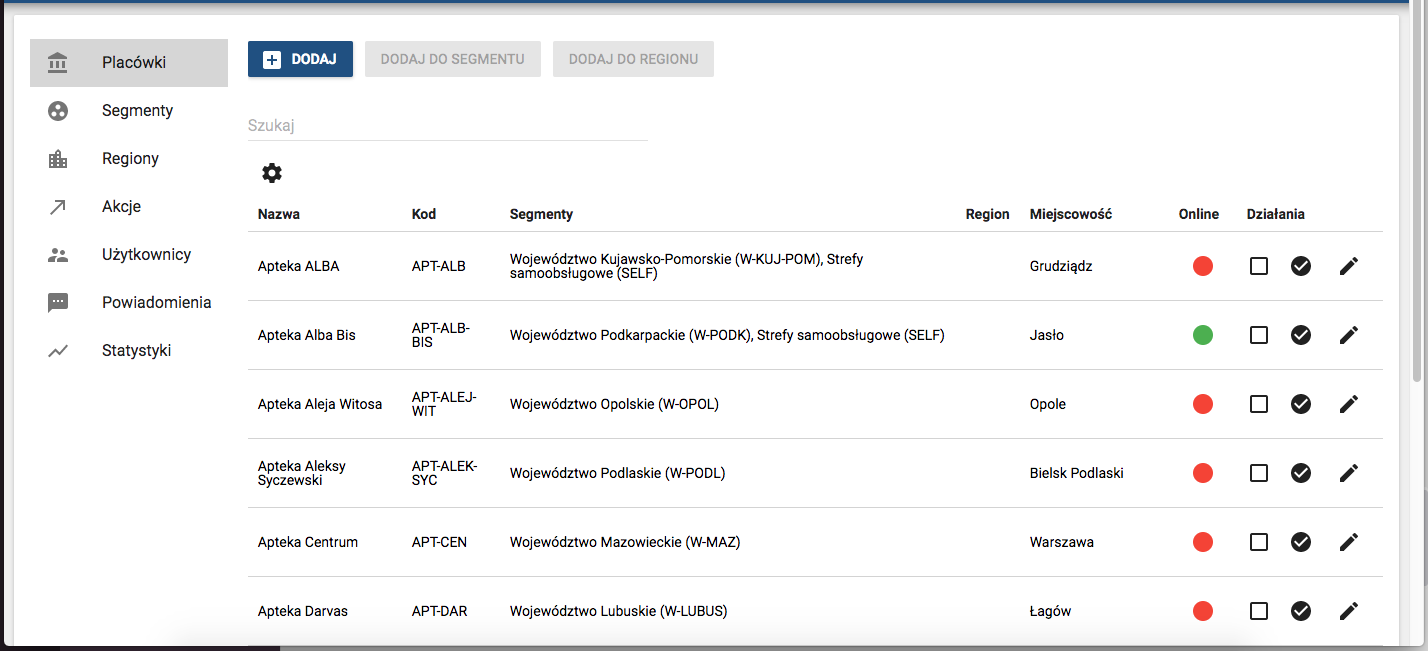 Placówki
Segmenty
Regiony
Akcje
Użytkownicy
Powiadomienia
Statystyki
DODAJ
DODAJ DO SEGMENTU
DODAJ DO REGIONU
Szukaj
Nazwa Kod Segmenty Region Miejscowość Online Działania
Apteka ALBA APT-ALB Województwo Kujawsko-Pomorskie (W-KUJ-POM), Strefy
samoobsługowe (SELF) Grudziądz
Apteka Alba Bis APT-ALB-
BIS Województwo Podkarpackie (W-PODK), Strefy samoobsługowe (SELF) Jasło
Apteka Aleja Witosa APT-ALEJ-
WIT Województwo Opolskie (W-OPOL) Opole
Apteka Aleksy
Syczewski APT-ALEK-
SYC Województwo Podlaskie (W-PODL) Bielsk Podlaski
Apteka Centrum APT-CEN Województwo Mazowieckie (W-MAZ) Warszawa
Apteka Darvas APT-DAR Województwo Lubuskie (W-LUBUS) Łagów